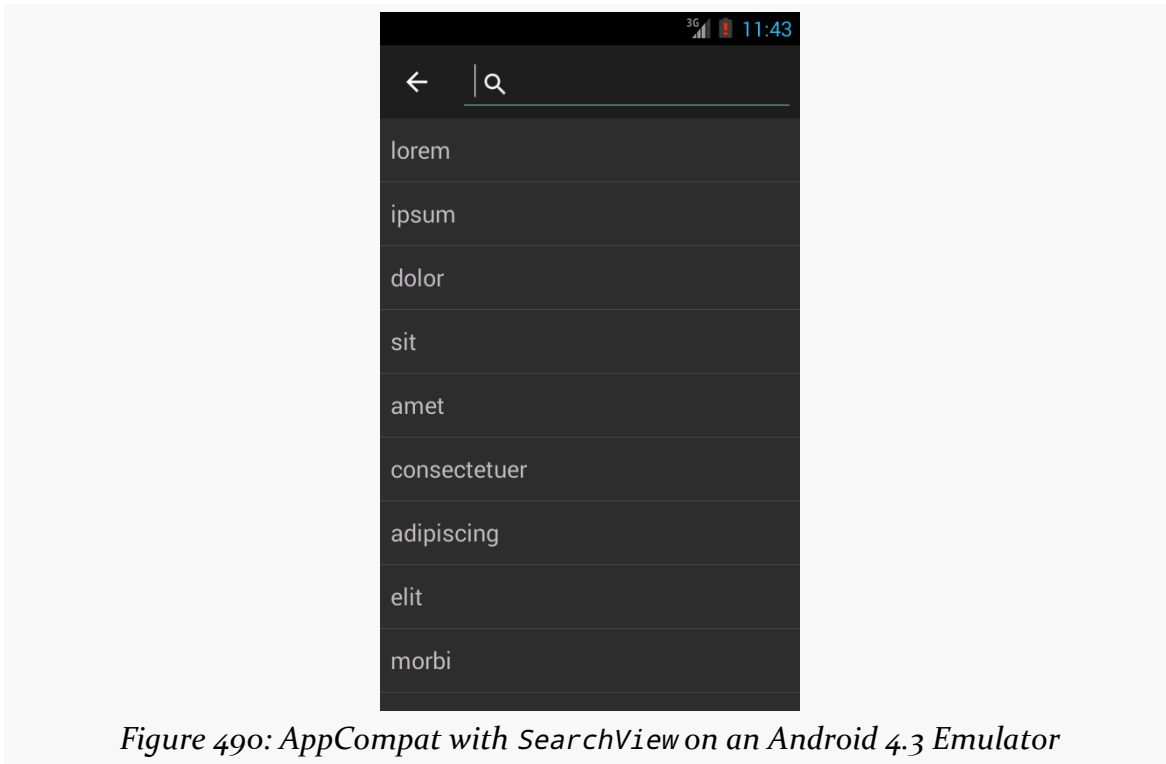 3G 11:43
lorem
ipsum
dolor
sit
amet
consectetuer
adipiscing
elit
morbi
Figure 490: AppCompat with SearchView on an Android 4.3 Emulator